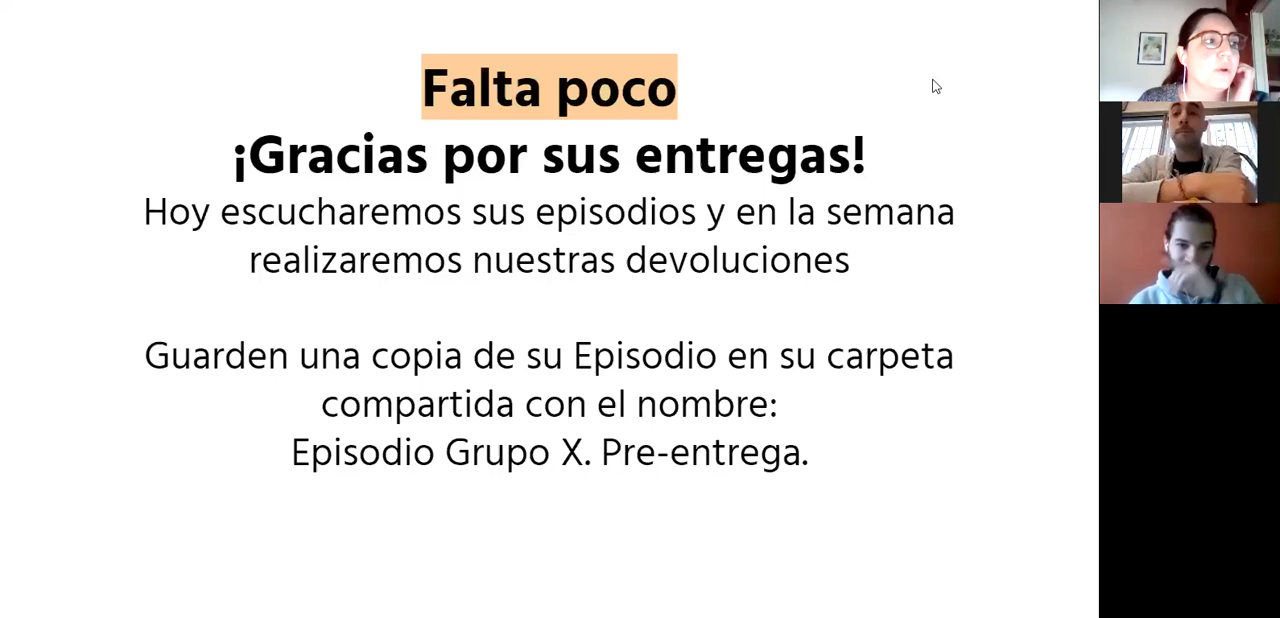 Falta poco
¡Gracias por sus entregas!
Hoy escucharemos sus episodios y en la semana
realizaremos nuestras devoluciones
Guarden una copia de su Episodio en su carpeta
compartida con el nombre:
Episodio Grupo X. Pre-entrega.